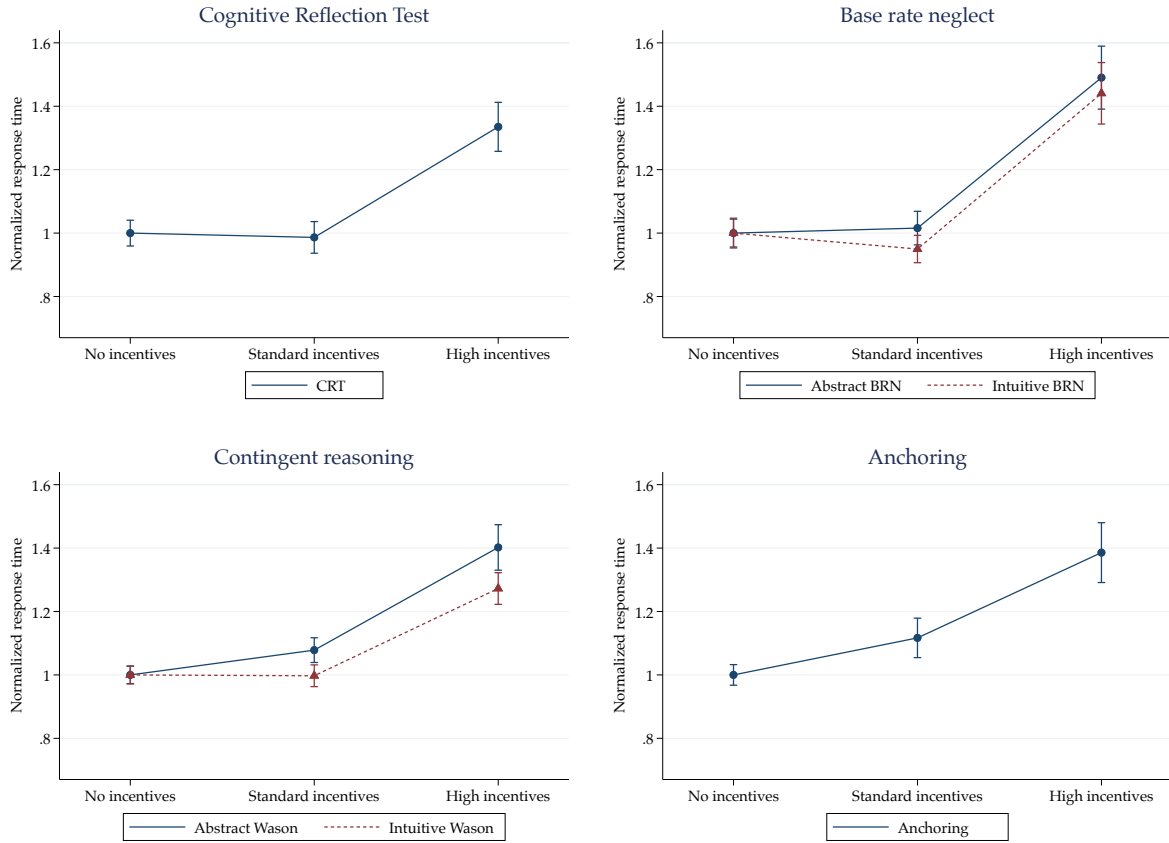 Cognitive Reflection Test
Normalized response time
1.6
1.4
1.2
1
.8
No incentives Standard incentives High incentives
CRT
Base rate neglect
Normalized response time
1.6
1.4
1.2
1
.8
No incentives Standard incentives High incentives
Abstract BRN Intuitive BRN
Contingent reasoning
Normalized response time
1.6
1.4
1.2
1
.8
No incentives Standard incentives High incentives
Abstract Wason Intuitive Wason
Anchoring
Normalized response time
1.6
1.4
1.2
1
.8
No incentives Standard incentives High incentives
Anchoring